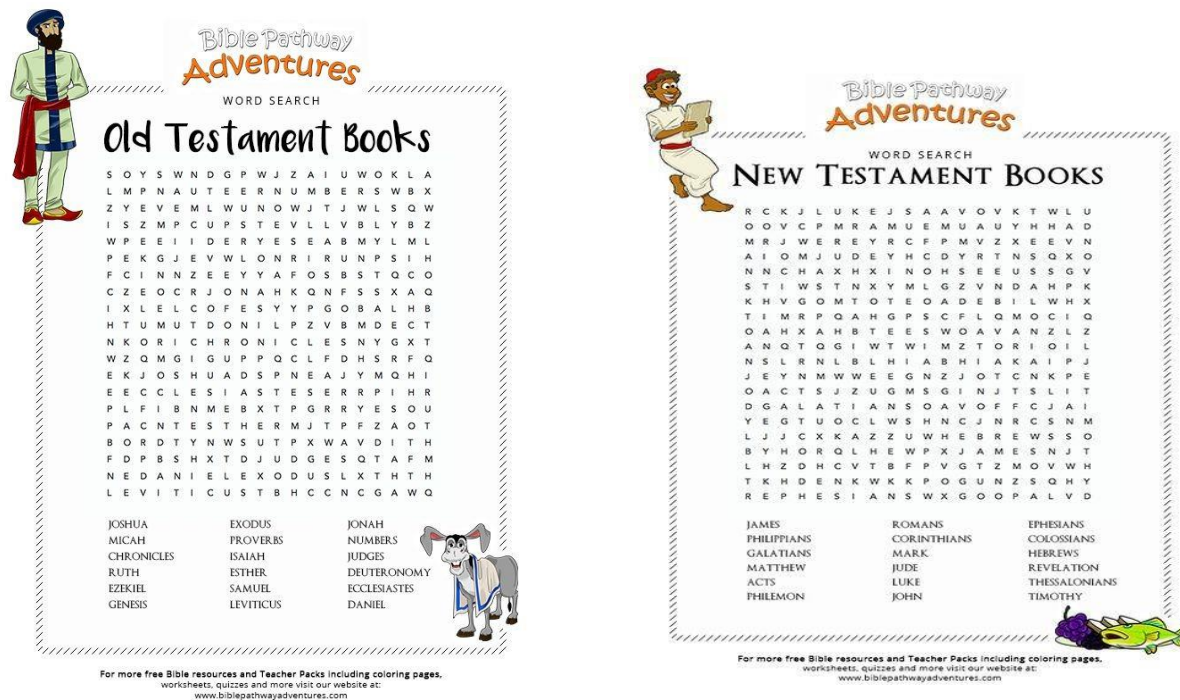 Bible Pathway
Adventures
WORD SEARCH
Old Testament Books
S O Y S W N D G P W J Z A I U W O K L A
L M P N A U T E E R N U M B E R S W B X
Z Y E V E M L W U N O W J T J W L S Q W
I S Z M P C U P S T E V L L V B L Y B Z
W P E E I I D E R Y E S E A B M Y L M L
P E K G J E V W L O N R I R U N P S I H
F C I N N Z E E Y Y A F O S B S T Q C O
C Z E O C R J O N A H K Q N F S S X A Q
I X L E L C O F E S Y Y P G O B A L H B
H T U M U T D O N I L P Z V B M D E C T
N K O R I C H R O N I C L E S N Y G X T
W Z Q M G I G U P P Q C L F D H S R F Q
E K J O S H U A D S P N E A J Y M Q H I
E E C C L E S I A S T E S E R R P I H R
P L F I B N M E B X T P G R R Y E S O U
P A C N T E S T H E R M J T P F Z A O T
B O R D T Y N W S U T P X W A V D I T H
F D P B S H X T D J U D G E S Q T A F M
N E D A N I E L E X O D U S L X T H T H
L E V I T I C U S T B H C C N C G A W Q
JOSHUA EXODUS JONAH
MICAH PROVERBS NUMBERS
CHRONICLES ISAIAH JUDGES
RUTH ESTHER DEUTERONOMY
EZEKIEL SAMUEL ECCLESIASTES
GENESIS LEVITICUS DANIEL
For more free Bible resources and Teacher Packs including coloring pages,
worksheets, quizzes and more visit our website at:
www.biblepathwayadventures.com
Bible Pathway
Adventures
WORD SEARCH
NEW TESTAMENT BOOKS
R C K J L U K E J S A A V O V K T W L U
O O V C P M R A M U E M U A U Y H H A D
M R J W E R E Y R C F P M V Z X E E V N
A I O M J U D E Y H C D Y R T N S Q X O
N N C H A X H X I N O H S E E U S S G V
S T I W S T N X Y M L G Z V N D A H P K
K H V G O M T O T E O A D E B I L W H X
T I M R P Q A H G P S C F L Q M O C I Q
O A H X A H B T E E S W O A V A N Z L Z
A N Q T Q G I W T W I M Z T O R I O I L
N S L R N L B L H I A B H I A K A I P J
J E Y N M W W E E G N Z J O T C N K P E
O A C T S J Z U G M S G I N J T S L I T
D G A L A T I A N S O A V O F F C J A I
Y E G T U O C L W S H N C J N R C S N M
L J J C X K A Z Z U W H E B R E W S S O
B Y H O R Q L H E W P X J A M E S N J T
L H Z D H C V T B F P V G T Z M O V W H
T K H D E N K W K K P O G U N Z S Q H Y
R E P H E S I A N S W X G O O P A L V D
JAMES ROMANS EPHESIANS
PHILIPPIANS CORINTHIANS COLOSSIANS
GALATIANS MARK HEBREWS
MATTHEW JUDE REVELATION
ACTS LUKE THESSALONIANS
PHILEMON JOHN TIMOTHY
For more free Bible resources and Teacher Packs including coloring pages,
worksheets, quizzes and more visit our website at:
www.biblepathwayadventures.com